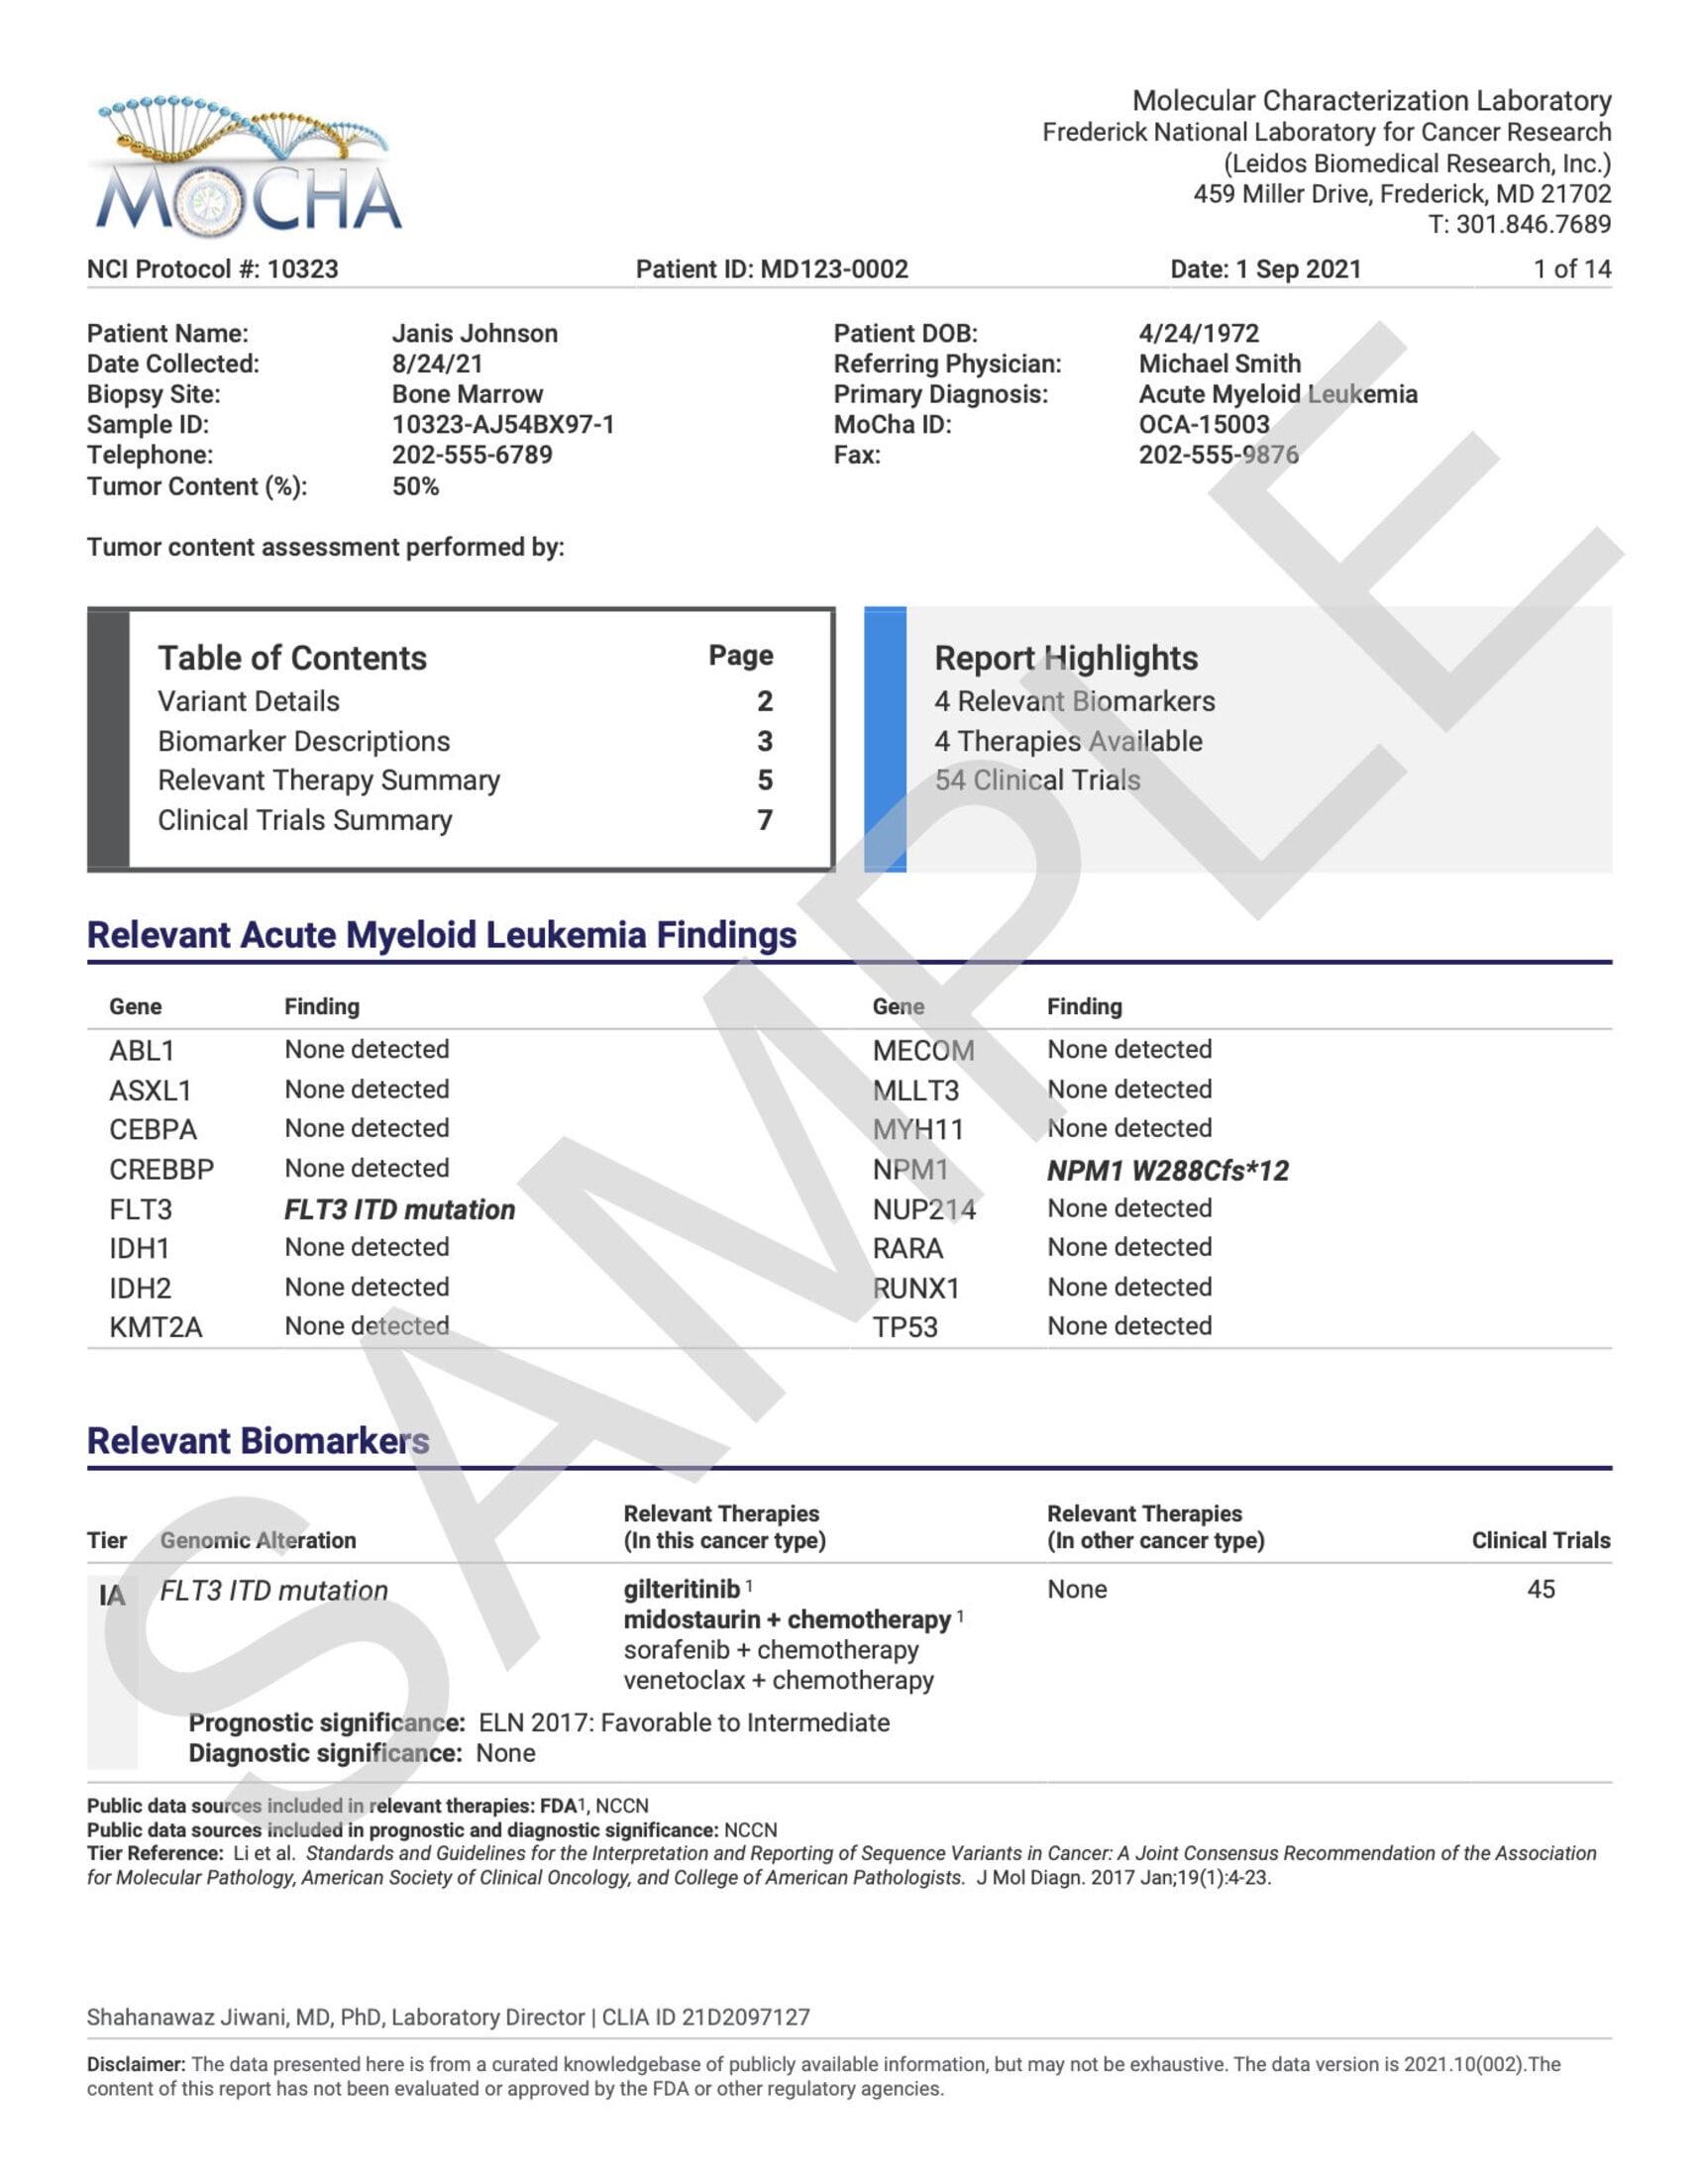 MOCHA
Molecular Characterization Laboratory
Frederick National Laboratory for Cancer Research
(Leidos Biomedical Research, Inc.)
459 Miller Drive, Frederick, MD 21702
T: 301.846.7689
NCI Protocol #: 10323 Patient ID: MD123-0002 Date: 1 Sep 2021 1 of 14
Patient Name: Janis Johnson Patient DOB: 4/24/1972
Date Collected: 8/24/21 Referring Physician: Michael Smith
Biopsy Site: Bone Marrow Primary Diagnosis: Acute Myeloid Leukemia
Sample ID: 10323-AJ54BX97-1 MoCha ID: OCA-15003
Telephone: 202-555-6789 Fax: 202-555-9876
Tumor Content (%): 50%
Tumor content assessment performed by:
Table of Contents Page
Variant Details 2
Biomarker Descriptions 3
Relevant Therapy Summary 5
Clinical Trials Summary 7
Report Highlights
4 Relevant Biomarkers
4 Therapies Available
54 Clinical Trials
Relevant Acute Myeloid Leukemia Findings
Gene Finding Gene Finding
ABL1 None detected MECOM None detected
ASXL1 None detected MLLT3 None detected
CEBPA None detected MYH11 None detected
CREBBP None detected NPM1 NPM1 W288Cfs*12
FLT3 FLT3 ITD mutation NUP214 None detected
IDH1 None detected RARA None detected
IDH2 None detected RUNX1 None detected
KMT2A None detected TP53 None detected
Relevant Biomarkers
Tier Genomic Alteration Relevant Therapies (In this cancer type) Relevant Therapies (In other cancer type) Clinical Trials
IA FLT3 ITD mutation gilteritinib 1 None 45
midostaurin + chemotherapy 1
sorafenib + chemotherapy
venetoclax + chemotherapy
Prognostic significance: ELN 2017: Favorable to Intermediate
Diagnostic significance: None
Public data sources included in relevant therapies: FDA1, NCCN
Public data sources included in prognostic and diagnostic significance: NCCN
Tier Reference: Li et al. Standards and Guidelines for the Interpretation and Reporting of Sequence Variants in Cancer: A Joint Consensus Recommendation of the Association
for Molecular Pathology, American Society of Clinical Oncology, and College of American Pathologists. J Mol Diagn. 2017 Jan;19(1):4-23.
Shahanawaz Jiwani, MD, PhD, Laboratory Director | CLIA ID 21D2097127
Disclaimer: The data presented here is from a curated knowledgebase of publicly available information, but may not be exhaustive. The data version is 2021.10(002).The
content of this report has not been evaluated or approved by the FDA or other regulatory agencies.
SAMPLE